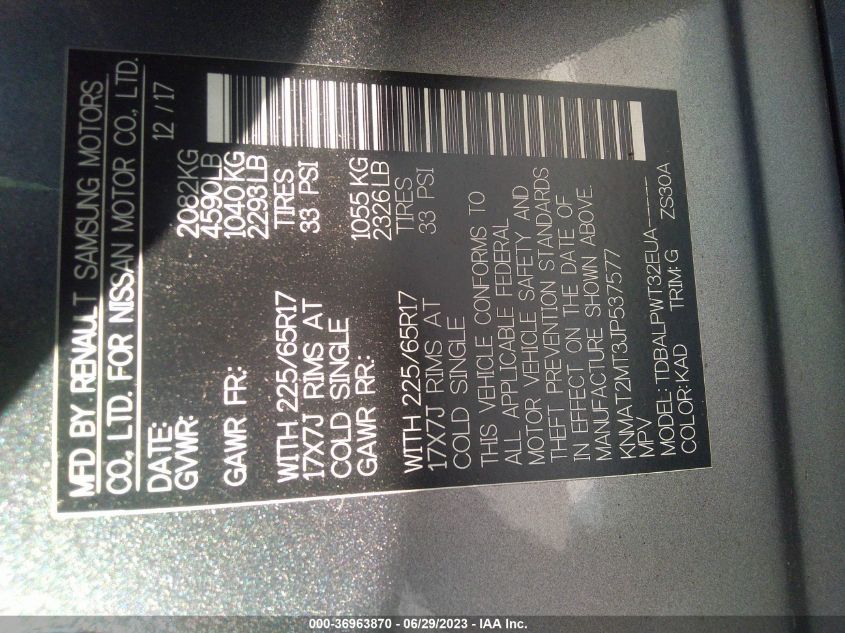 MFD BY RENAULT SAMSUNG MOTORS
CO., LTD. FOR NISSAN MOTOR CO., LTD.
DATE: 12/17
GVWR: 2082KG
4590LB
GAWR FR: 1040KG
2293LB
WITH 225/65R17 TIRES
17X7J RIMS AT 33 PSI
COLD SINGLE
GAWR RR: 1055 KG
2326LB
WITH 225/65R17 TIRES
17X7J RIMS AT 33 PSI
COLD SINGLE
THIS VEHICLE CONFORMS TO
ALL APPLICABLE FEDERAL
MOTOR VEHICLE SAFETY AND
THEFT PREVENTION STANDARDS
IN EFFECT ON THE DATE OF
MANUFACTURE SHOWN ABOVE.
KNMAT2MT3JP537577
MPV
MODEL: TDBALPWT32EUA-----
COLOR: KAD TRIM: G ZS30A
000-36963870 - 06/29/2023 - IAA Inc.